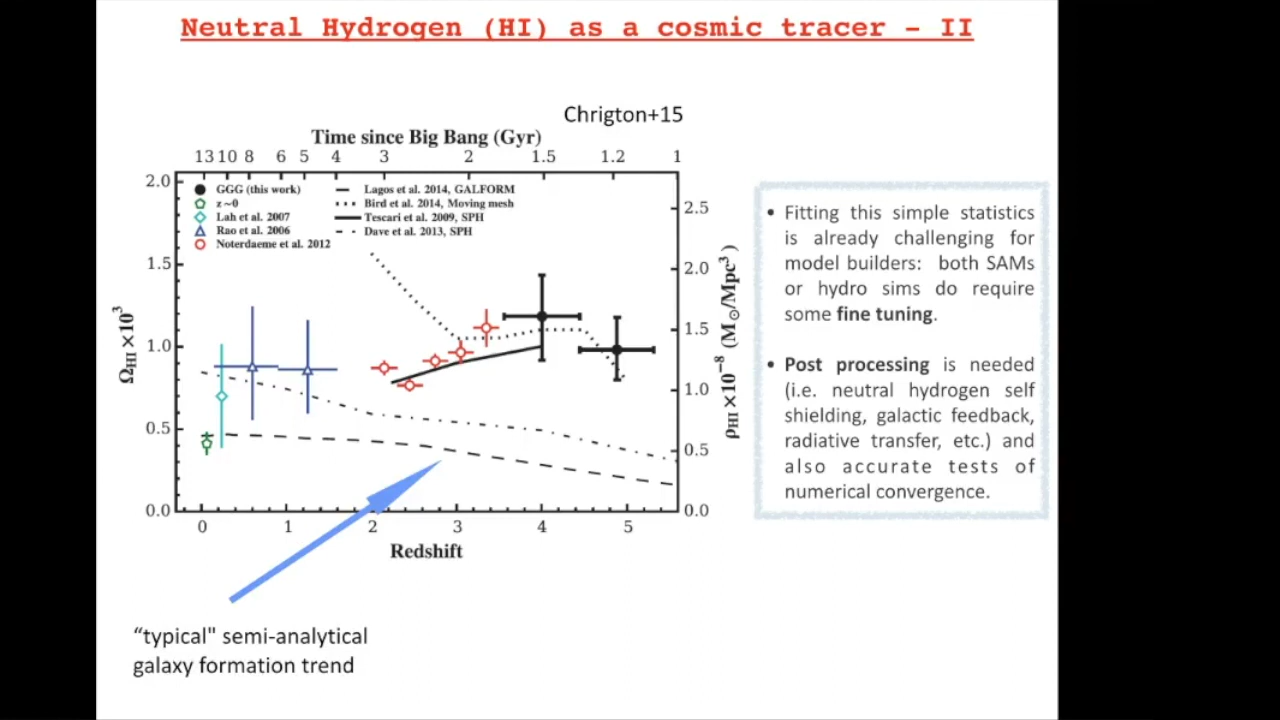 Neutral Hydrogen (HI) as a cosmic tracer - II
Chrigton+15
Time since Big Bang (Gyr)
13 10 8 6 5 4 3 2 1.5 1.2 1
GGG (this work)
z ~0
Lah et al. 2007
Rao et al. 2006
Noterdaeme et al. 2012
Lagos et al. 2014, GALFORM
Bird et al. 2014, Moving mesh
Tescari et al. 2009, SPH
Dave et al. 2013, SPH
2.0
1.5
1.0
0.5
0.0
ΩHI ×10³
2.5
2.0
1.5
1.0
0.5
0.0
ρHI ×10⁻⁸ (M⊙/Mpc³)
0 1 2 3 4 5
Redshift
“typical" semi-analytical
galaxy formation trend
• Fitting this simple statistics
is already challenging for
model builders: both SAMs
or hydro sims do require
some fine tuning.
• Post processing is needed
(i.e. neutral hydrogen self
shielding, galactic feedback,
radiative transfer, etc.) and
also accurate tests of
numerical convergence.